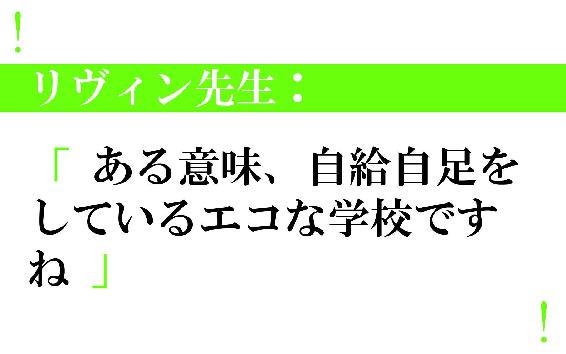 !
リヴィン先生：
「 ある意味、自給自足を
しているエコな学校です
ね 」
!